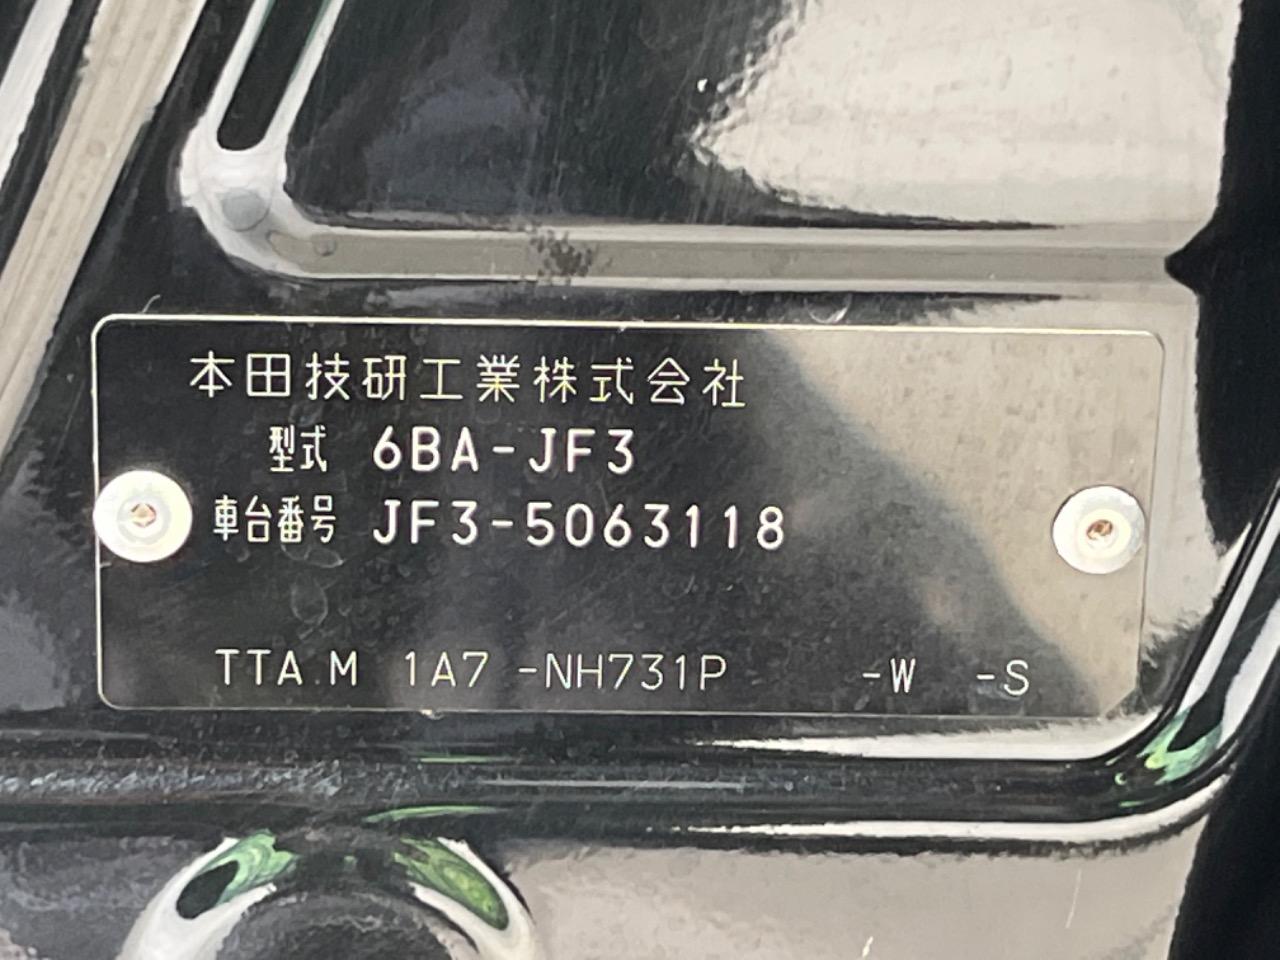 本田技研工業株式会社
型式 6BA-JF3
車台番号 JF3-5063118
TTA M 1A7 -NH731P -W -S